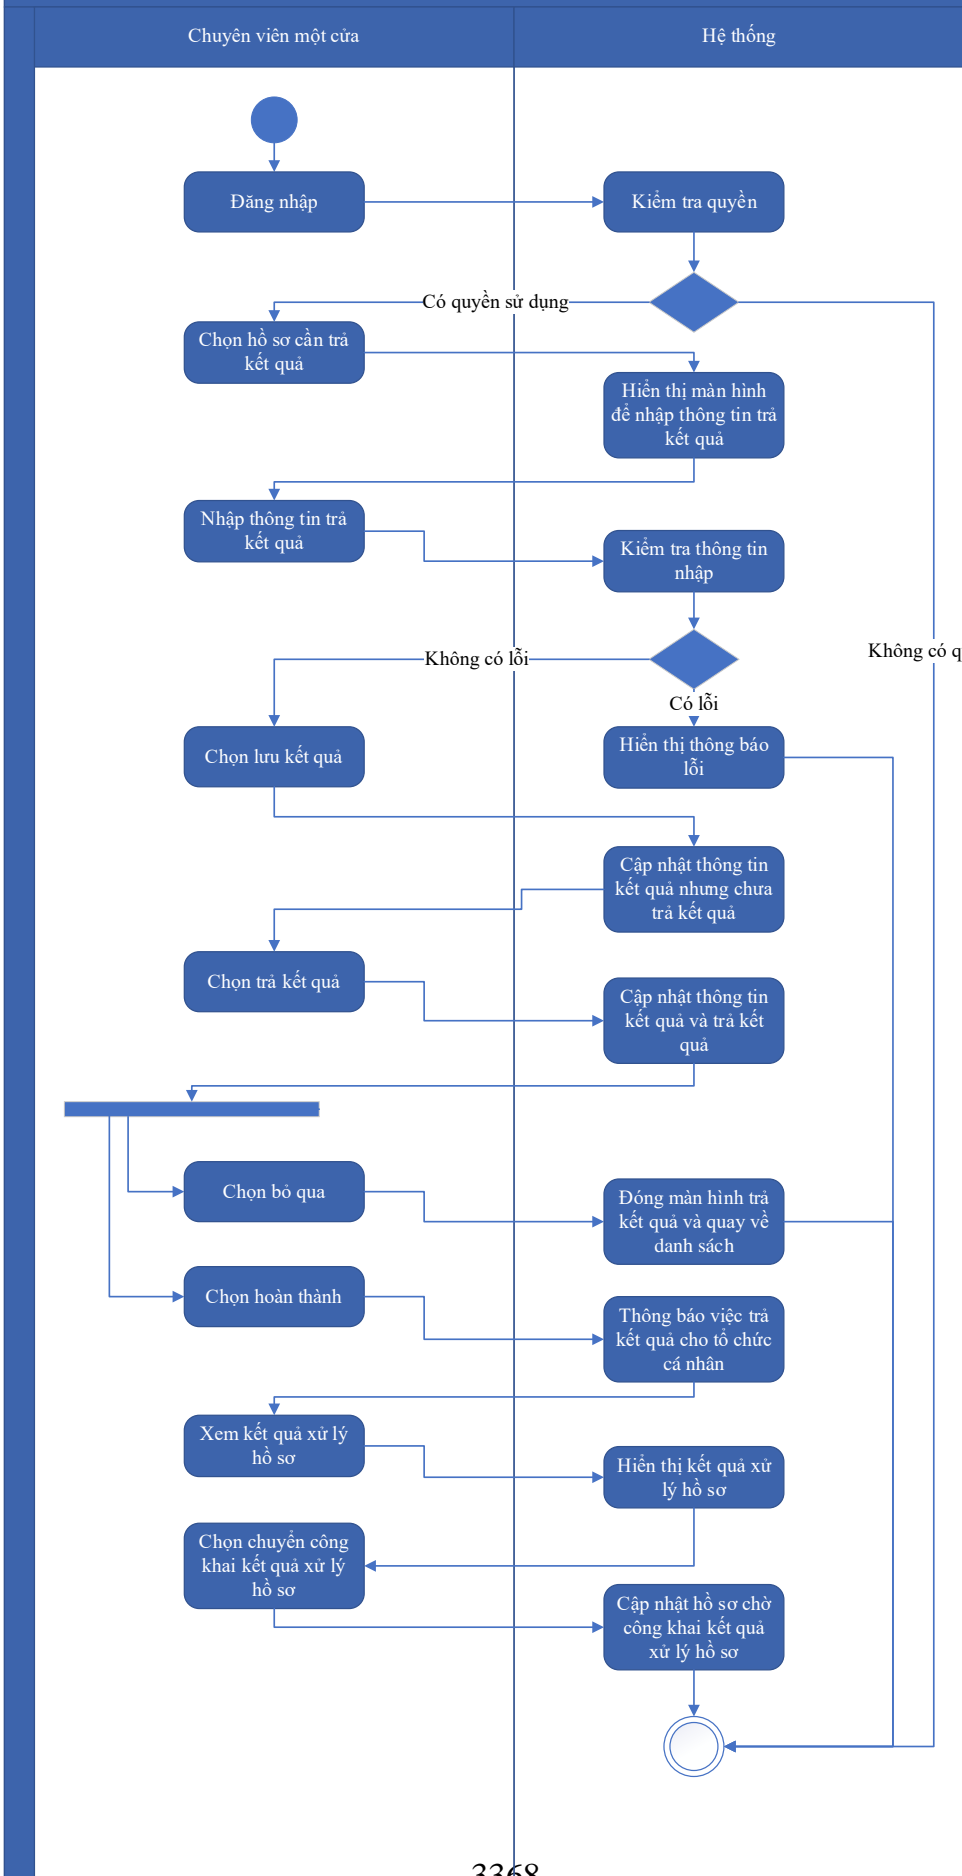 Chuyên viên một cửa
Hệ thống
Đăng nhập
Kiểm tra quyền
Có quyền sử dụng
Chọn hồ sơ cần trả
kết quả
Hiển thị màn hình
để nhập thông tin trả
kết quả
Nhập thông tin trả
kết quả
Kiểm tra thông tin
nhập
Không có lỗi
Không có q
Có lỗi
Chọn lưu kết quả
Hiển thị thông báo
lỗi
Cập nhật thông tin
kết quả nhưng chưa
trả kết quả
Chọn trả kết quả
Cập nhật thông tin
kết quả và trả kết
quả
Chọn bỏ qua
Đóng màn hình trả
kết quả và quay về
danh sách
Chọn hoàn thành
Thông báo việc trả
kết quả cho tổ chức
cá nhân
Xem kết quả xử lý
hồ sơ
Hiển thị kết quả xử
lý hồ sơ
Chọn chuyển công
khai kết quả xử lý
hồ sơ
Cập nhật hồ sơ chờ
công khai kết quả
xử lý hồ sơ
3368